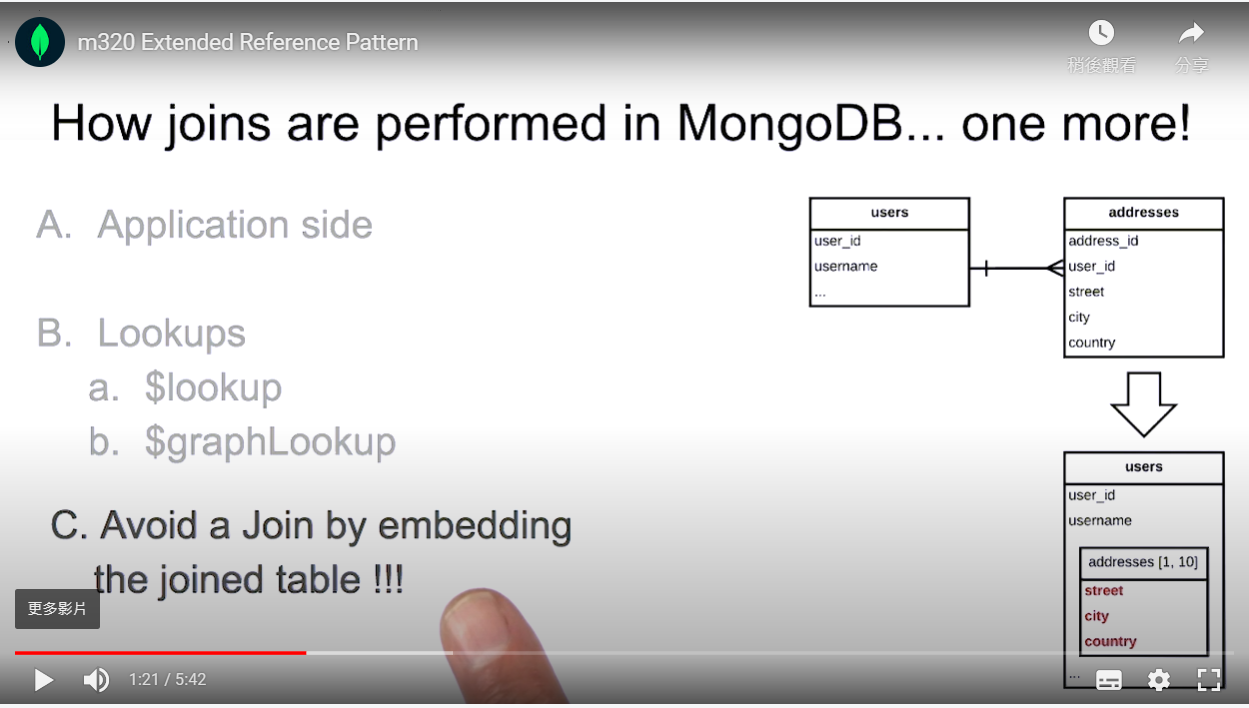 m320 Extended Reference Pattern
稍後觀看
分享
How joins are performed in MongoDB... one more!
A. Application side
B. Lookups
a. $lookup
b. $graphLookup
C. Avoid a Join by embedding
the joined table !!!
users
user_id
username
...
addresses
address_id
user_id
street
city
country
users
user_id
username
addresses [1, 10]
street
city
country
...
更多影片
1:21 / 5:42